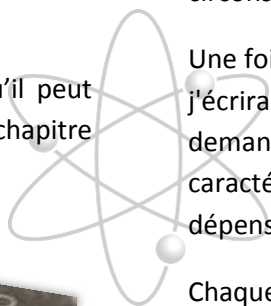 u'il peut
chapitre
Une foi
j'écrira
deman
caracté
dépens
Chaque